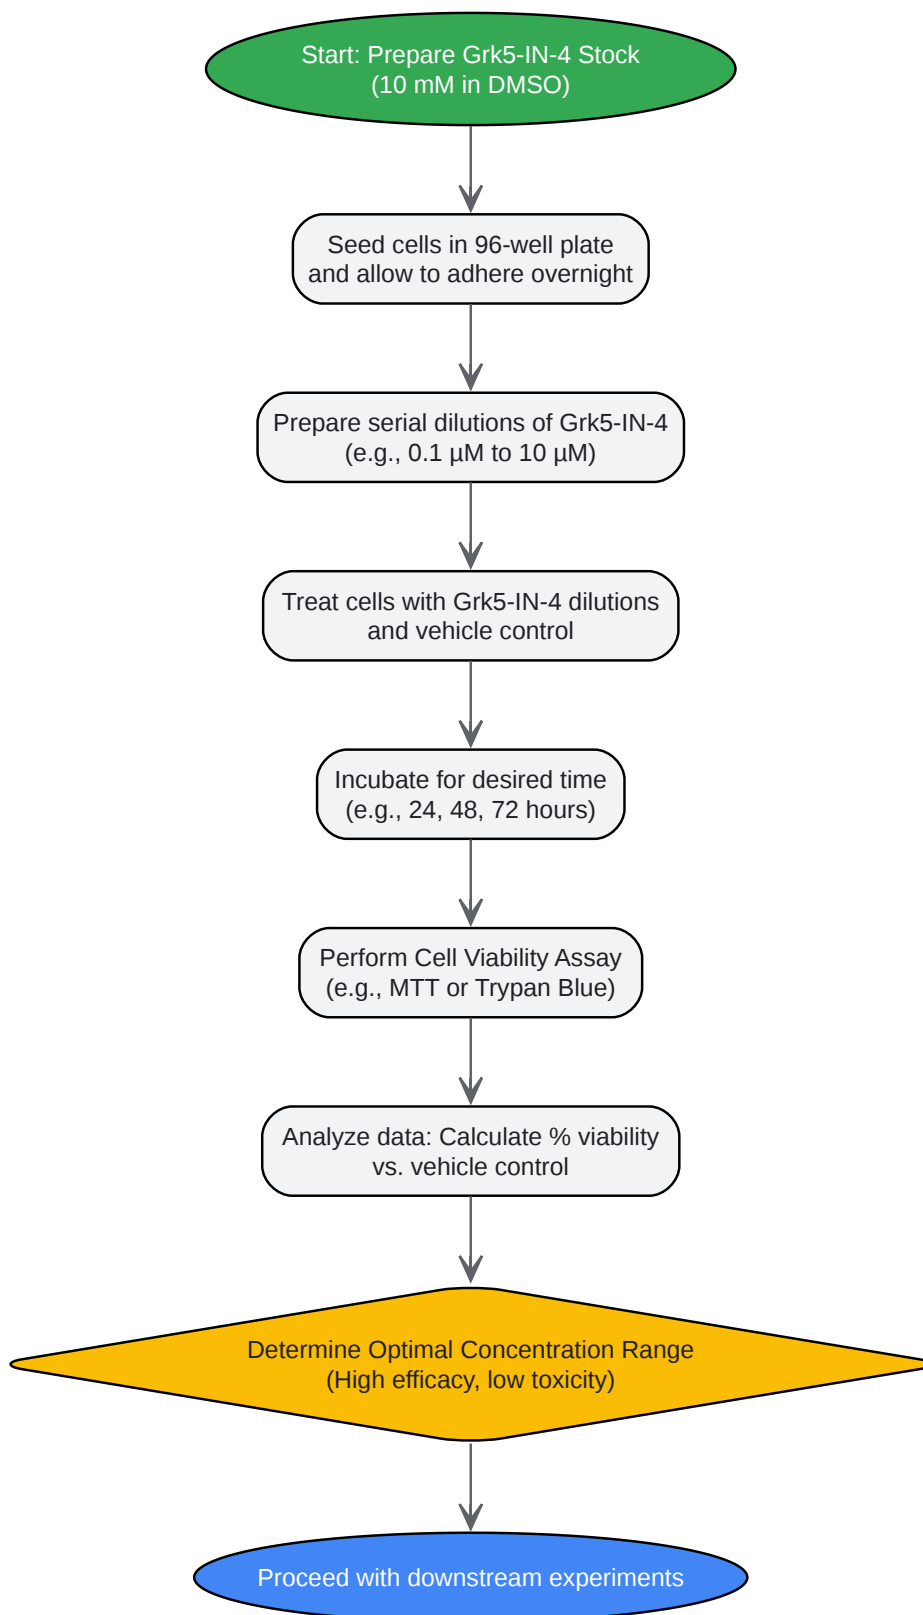 Start: Prepare Grk5-IN-4 Stock
(10 mM in DMSO)
Seed cells in 96-well plate
and allow to adhere overnight
Prepare serial dilutions of Grk5-IN-4
(e.g., 0.1 µM to 10 µM)
Treat cells with Grk5-IN-4 dilutions
and vehicle control
Incubate for desired time
(e.g., 24, 48, 72 hours)
Perform Cell Viability Assay
(e.g., MTT or Trypan Blue)
Analyze data: Calculate % viability
vs. vehicle control
Determine Optimal Concentration Range
(High efficacy, low toxicity)
Proceed with downstream experiments